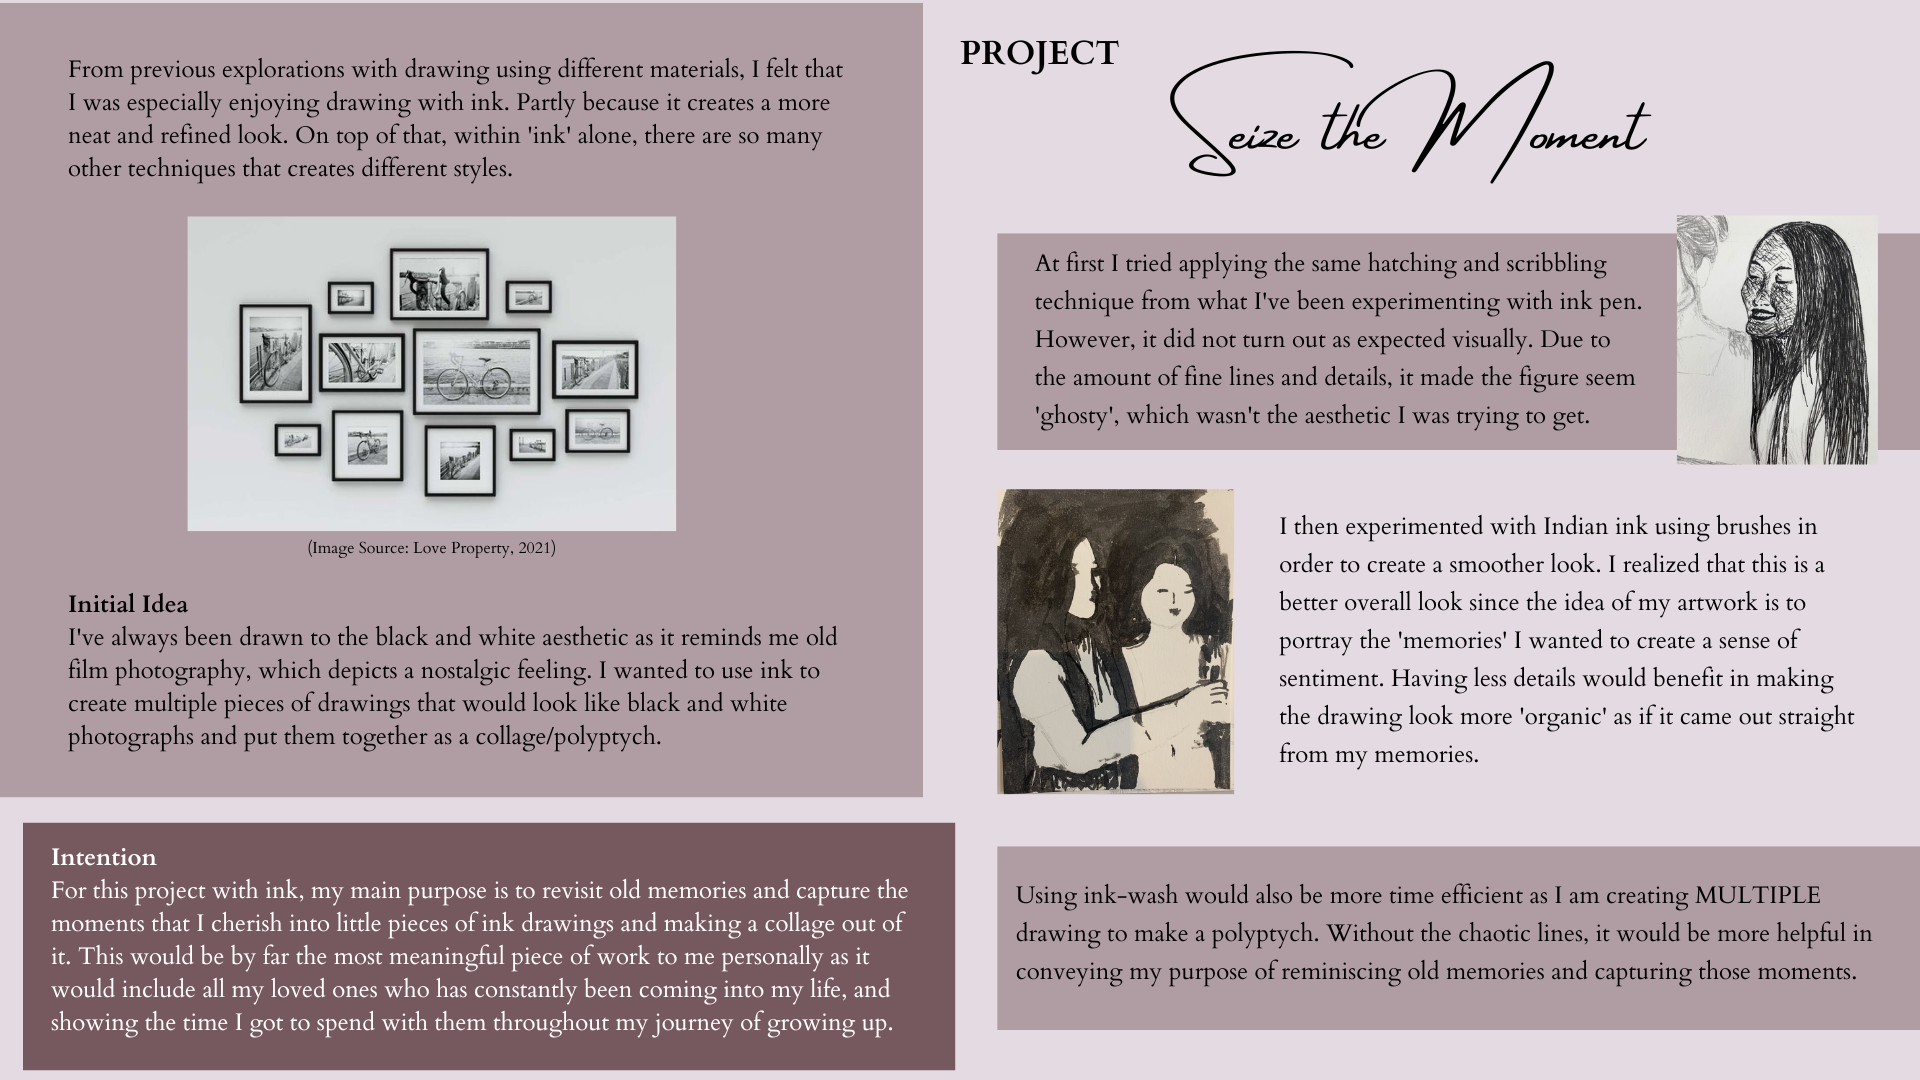 From previous explorations with drawing using different materials, I felt that
I was especially enjoying drawing with ink. Partly because it creates a more
neat and refined look. On top of that, within 'ink' alone, there are so many
other techniques that creates different styles.
(Image Source: Love Property, 2021)
Initial Idea
I've always been drawn to the black and white aesthetic as it reminds me old
film photography, which depicts a nostalgic feeling. I wanted to use ink to
create multiple pieces of drawings that would look like black and white
photographs and put them together as a collage/polyptych.
Intention
For this project with ink, my main purpose is to revisit old memories and capture the
moments that I cherish into little pieces of ink drawings and making a collage out of
it. This would be by far the most meaningful piece of work to me personally as it
would include all my loved ones who has constantly been coming into my life, and
showing the time I got to spend with them throughout my journey of growing up.
PROJECT
Seize the Moment
At first I tried applying the same hatching and scribbling
technique from what I've been experimenting with ink pen.
However, it did not turn out as expected visually. Due to
the amount of fine lines and details, it made the figure seem
'ghosty', which wasn't the aesthetic I was trying to get.
I then experimented with Indian ink using brushes in
order to create a smoother look. I realized that this is a
better overall look since the idea of my artwork is to
portray the 'memories' I wanted to create a sense of
sentiment. Having less details would benefit in making
the drawing look more 'organic' as if it came out straight
from my memories.
Using ink-wash would also be more time efficient as I am creating MULTIPLE
drawing to make a polyptych. Without the chaotic lines, it would be more helpful in
conveying my purpose of reminiscing old memories and capturing those moments.